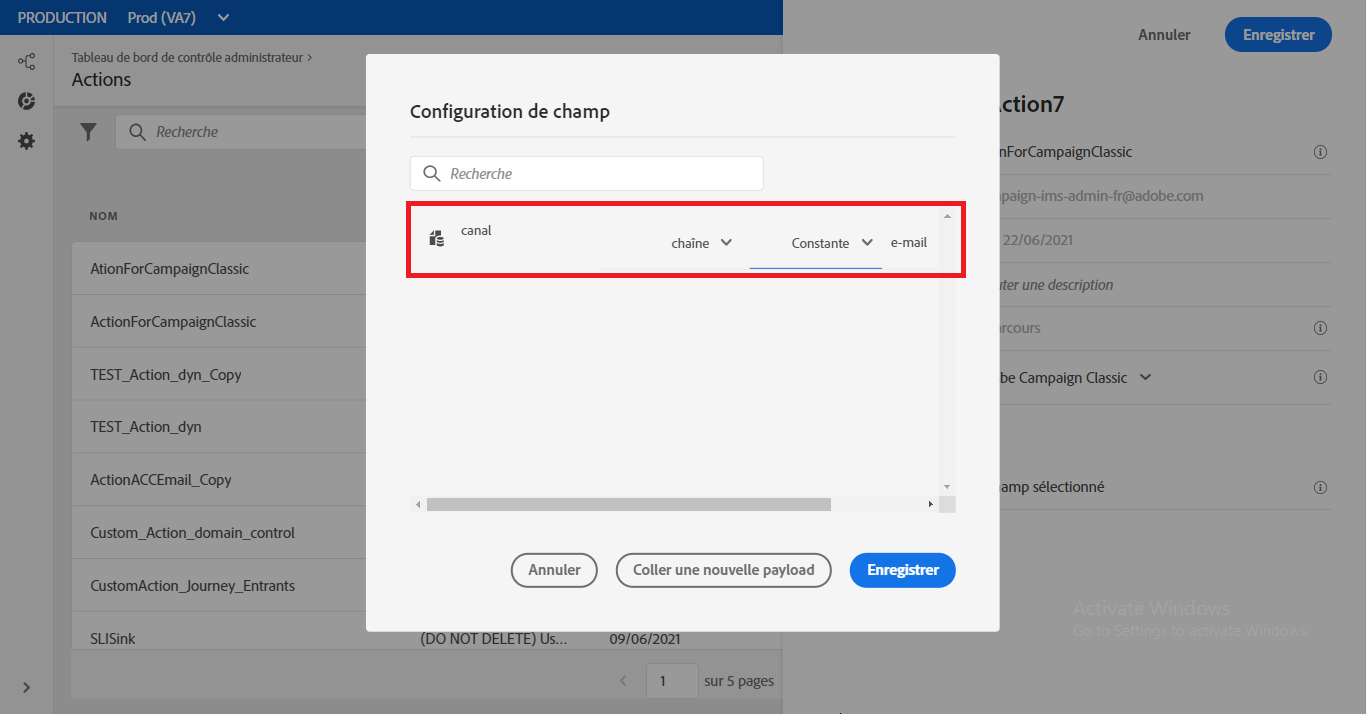 PRODUCTION Prod (VA7)
Annuler Enregistrer
Tableau de bord de contrôle administrateur >
Actions
Recherche
NOM
AtionForCampaignClassic
ActionForCampaignClassic
TEST_Action_dyn_Copy
TEST_Action_dyn
ActionACCEmail_Copy
Custom_Action_domain_control
CustomAction_Journey_Entrants
SLISink (DO NOT DELETE) Us... 09/06/2021
1 sur 5 pages
Configuration de champ
Recherche
canal chaîne Constante e-mail
Annuler Coller une nouvelle payload Enregistrer
ction7
nForCampaignClassic
paign-ims-admin-fr@adobe.com
22/06/2021
uter une description
rcours
be Campaign Classic
amp sélectionné
Activate Windows
Go to Settings to activate Windows.